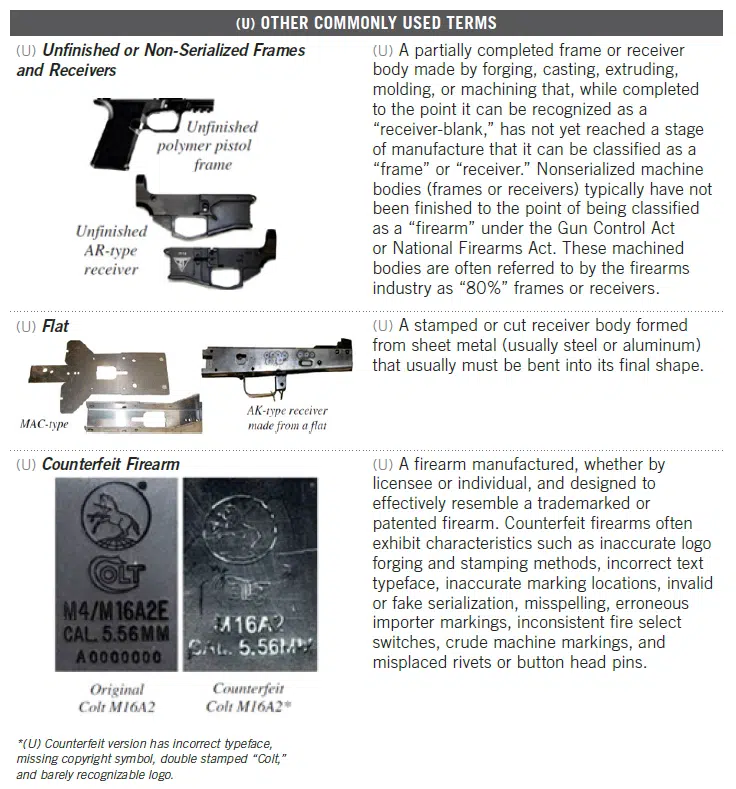 (U) OTHER COMMONLY USED TERMS
(U) Unfinished or Non-Serialized Frames
and Receivers
Unfinished
polymer pistol
frame
Unfinished
AR-type
receiver
(U) A partially completed frame or receiver
body made by forging, casting, extruding,
molding, or machining that, while completed
to the point it can be recognized as a
“receiver-blank,” has not yet reached a stage
of manufacture that it can be classified as a
“frame” or “receiver.” Nonserialized machine
bodies (frames or receivers) typically have not
been finished to the point of being classified
as a “firearm” under the Gun Control Act
or National Firearms Act. These machined
bodies are often referred to by the firearms
industry as “80%” frames or receivers.
(U) Flat
MAC-type
AK-type receiver
made from a flat
(U) A stamped or cut receiver body formed
from sheet metal (usually steel or aluminum)
that usually must be bent into its final shape.
(U) Counterfeit Firearm
COLT
M4/M16A2E
CAL. 5.56MM
A0000000
M16A2
CAL. 5.56MM
Original
Colt M16A2
Counterfeit
Colt M16A2*
*(U) Counterfeit version has incorrect typeface,
missing copyright symbol, double stamped “Colt,”
and barely recognizable logo.
(U) A firearm manufactured, whether by
licensee or individual, and designed to
effectively resemble a trademarked or
patented firearm. Counterfeit firearms often
exhibit characteristics such as inaccurate logo
forging and stamping methods, incorrect text
typeface, inaccurate marking locations, invalid
or fake serialization, misspelling, erroneous
importer markings, inconsistent fire select
switches, crude machine markings, and
misplaced rivets or button head pins.